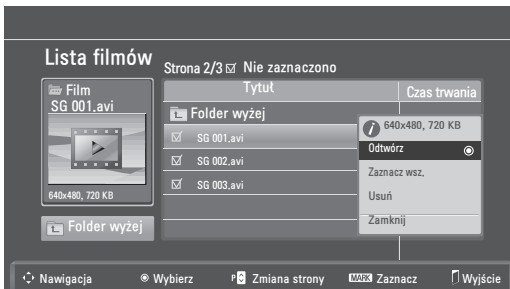 Lista filmów
Strona 2/3 Nie zaznaczono
Film
SG 001.avi
640x480, 720 KB
Folder wyżej
Tytuł
Czas trwania
Folder wyżej
SG 001.avi
SG 002.avi
SG 003.avi
640x480, 720 KB
Odtwórz
Zaznacz wsz.
Usuń
Zamknij
Nawigacja
Wybierz
P Zmiana strony
MARK Zaznacz
Wyjście